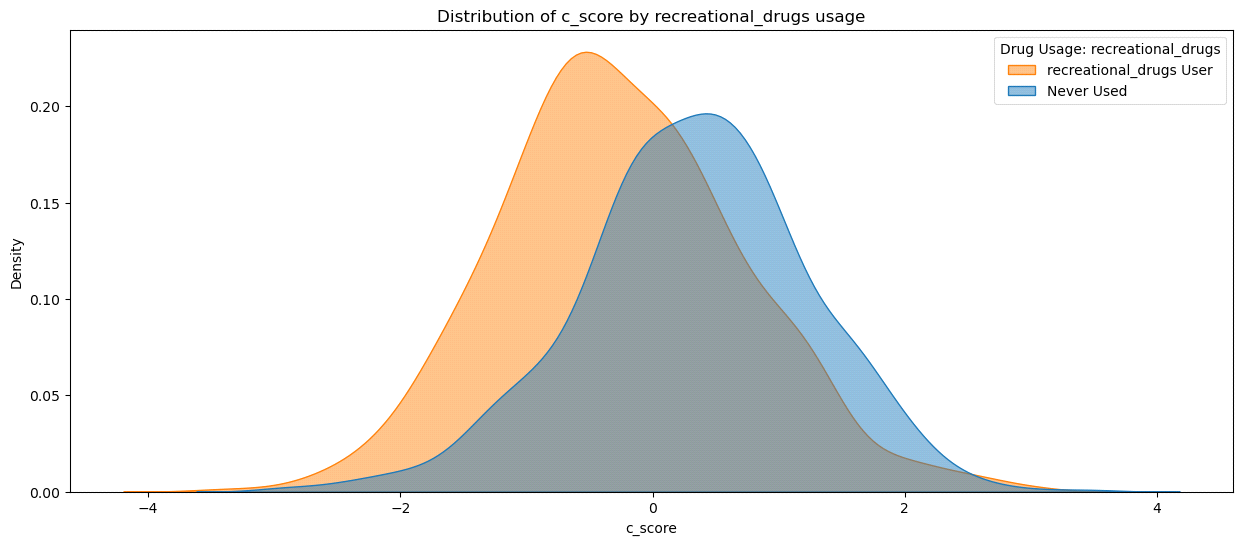 Distribution of c_score by recreational_drugs usage
Drug Usage: recreational_drugs
recreational_drugs User
Never Used
Density
0.20
0.15
0.10
0.05
0.00
−4
−2
0
2
4
c_score